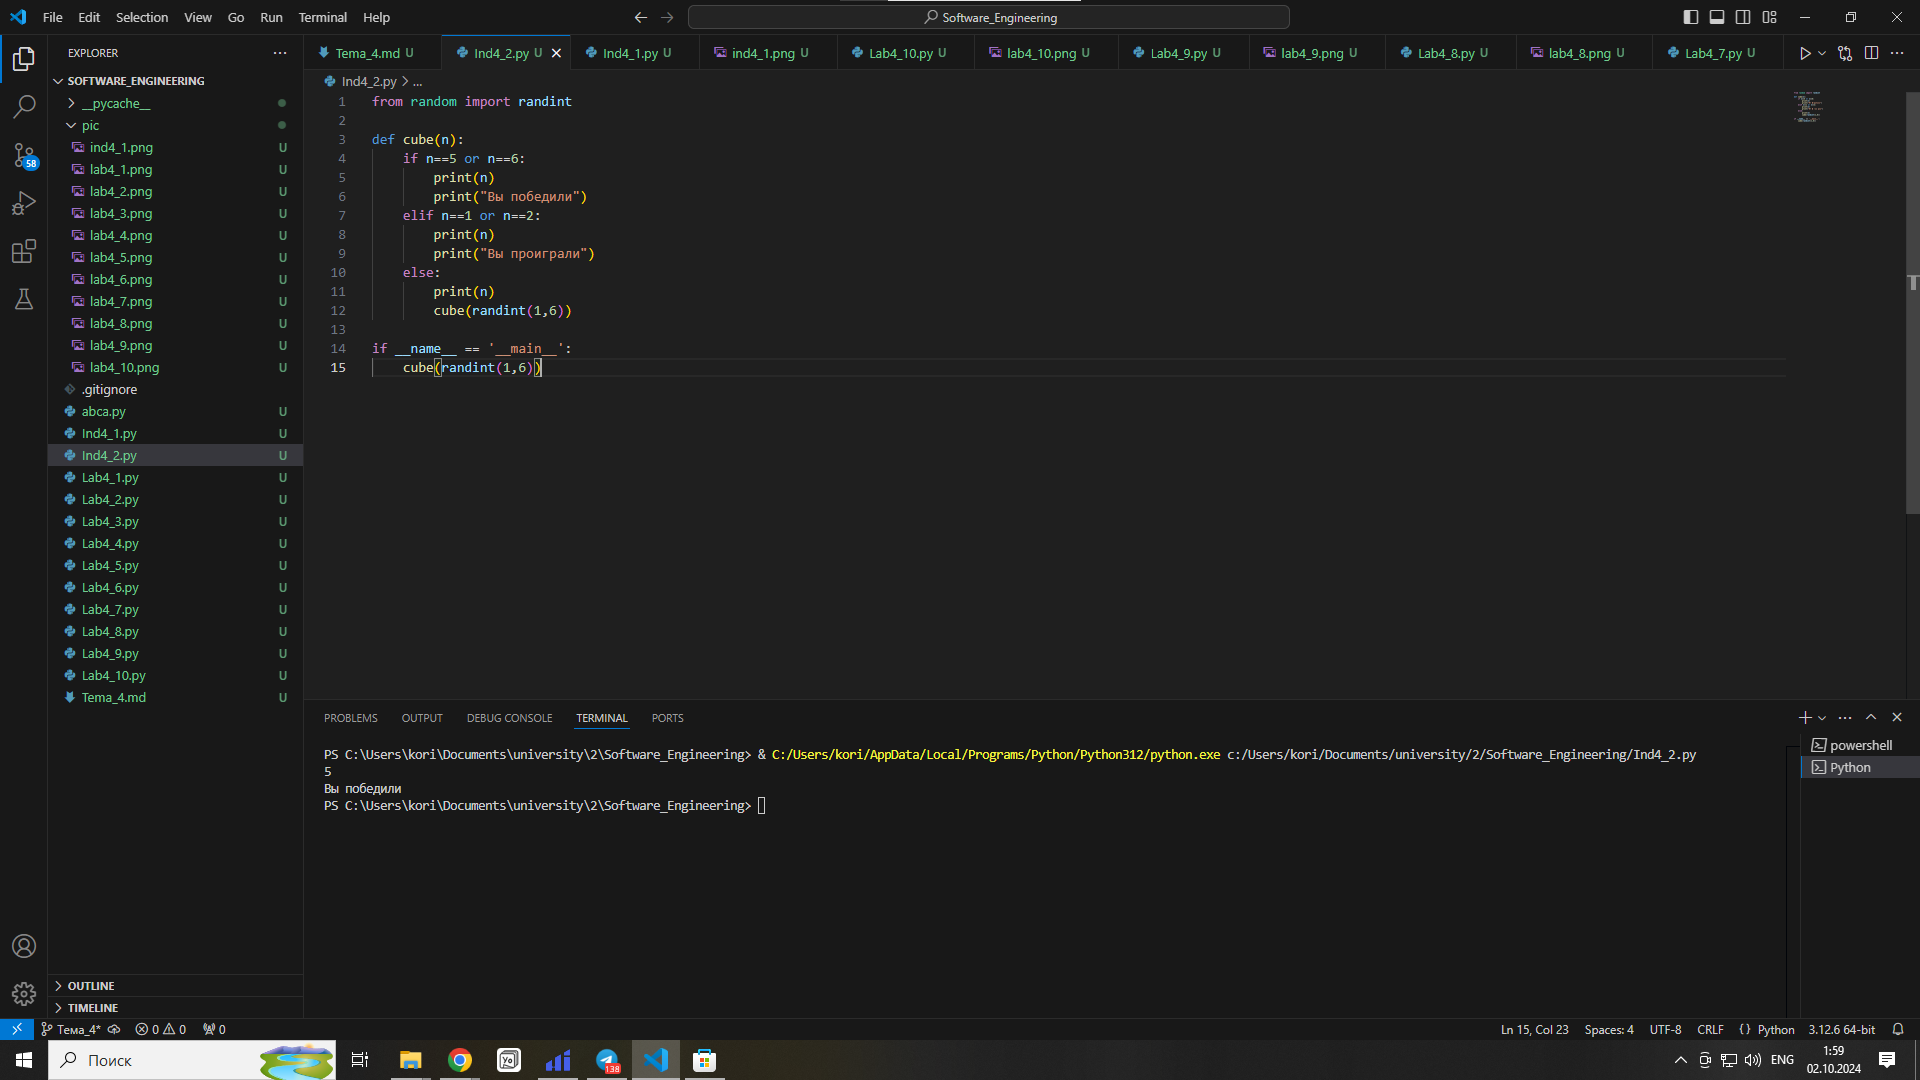 File Edit Selection View Go Run Terminal Help
Software_Engineering
EXPLORER
SOFTWARE_ENGINEERING
__pycache__
pic
ind4_1.png U
lab4_1.png U
lab4_2.png U
lab4_3.png U
lab4_4.png U
lab4_5.png U
lab4_6.png U
lab4_7.png U
lab4_8.png U
lab4_9.png U
lab4_10.png U
.gitignore
abca.py U
Ind4_1.py U
Ind4_2.py U
Lab4_1.py U
Lab4_2.py U
Lab4_3.py U
Lab4_4.py U
Lab4_5.py U
Lab4_6.py U
Lab4_7.py U
Lab4_8.py U
Lab4_9.py U
Lab4_10.py U
Tema_4.md U
OUTLINE
TIMELINE
58
Tema_4.md U Ind4_2.py U Ind4_1.py U ind4_1.png U Lab4_10.py U lab4_10.png U Lab4_9.py U lab4_9.png U Lab4_8.py U lab4_8.png U Lab4_7.py U
Ind4_2.py > ...
1 from random import randint
2
3 def cube(n):
4 if n==5 or n==6:
5 print(n)
6 print("Вы победили")
7 elif n==1 or n==2:
8 print(n)
9 print("Вы проиграли")
10 else:
11 print(n)
12 cube(randint(1,6))
13
14 if __name__ == '__main__':
15 cube(randint(1,6))
PROBLEMS OUTPUT DEBUG CONSOLE TERMINAL PORTS
PS C:\Users\kori\Documents\university\2\Software_Engineering> & C:/Users/kori/AppData/Local/Programs/Python/Python312/python.exe c:/Users/kori/Documents/university/2/Software_Engineering/Ind4_2.py
5
Вы победили
PS C:\Users\kori\Documents\university\2\Software_Engineering>
powershell
Python
Тема_4* 0 0 0
Ln 15, Col 23 Spaces: 4 UTF-8 CRLF {} Python 3.12.6 64-bit
Поиск
Yo
138
ENG
1:59
02.10.2024